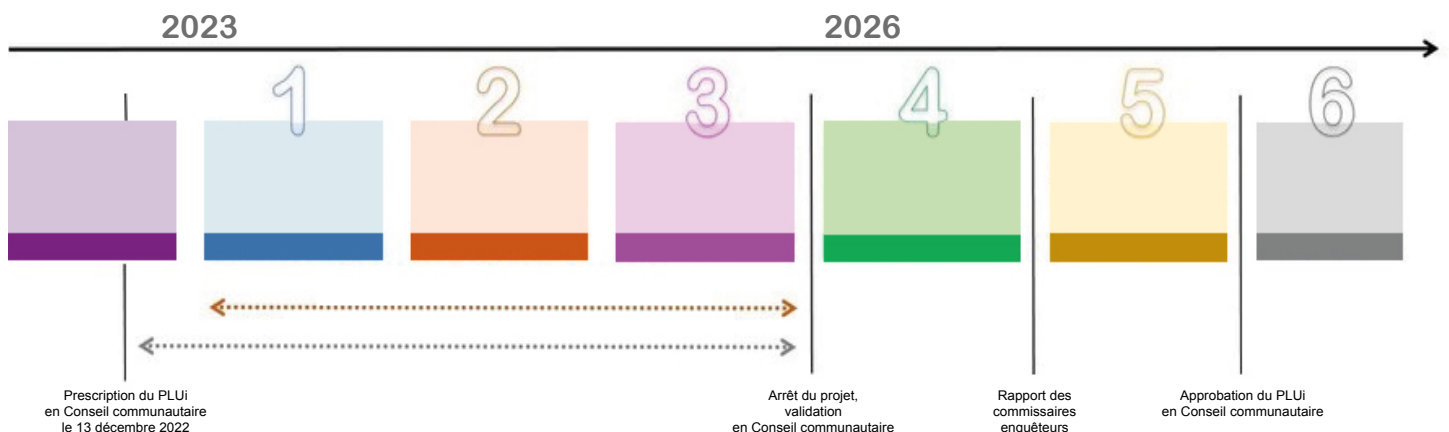 2023
2026
1
2
3
4
5
6
Prescription du PLUi
en Conseil communautaire
le 13 décembre 2022
Arrêt du projet,
validation
en Conseil communautaire
Rapport des
commissaires
enquêteurs
Approbation du PLUi
en Conseil communautaire